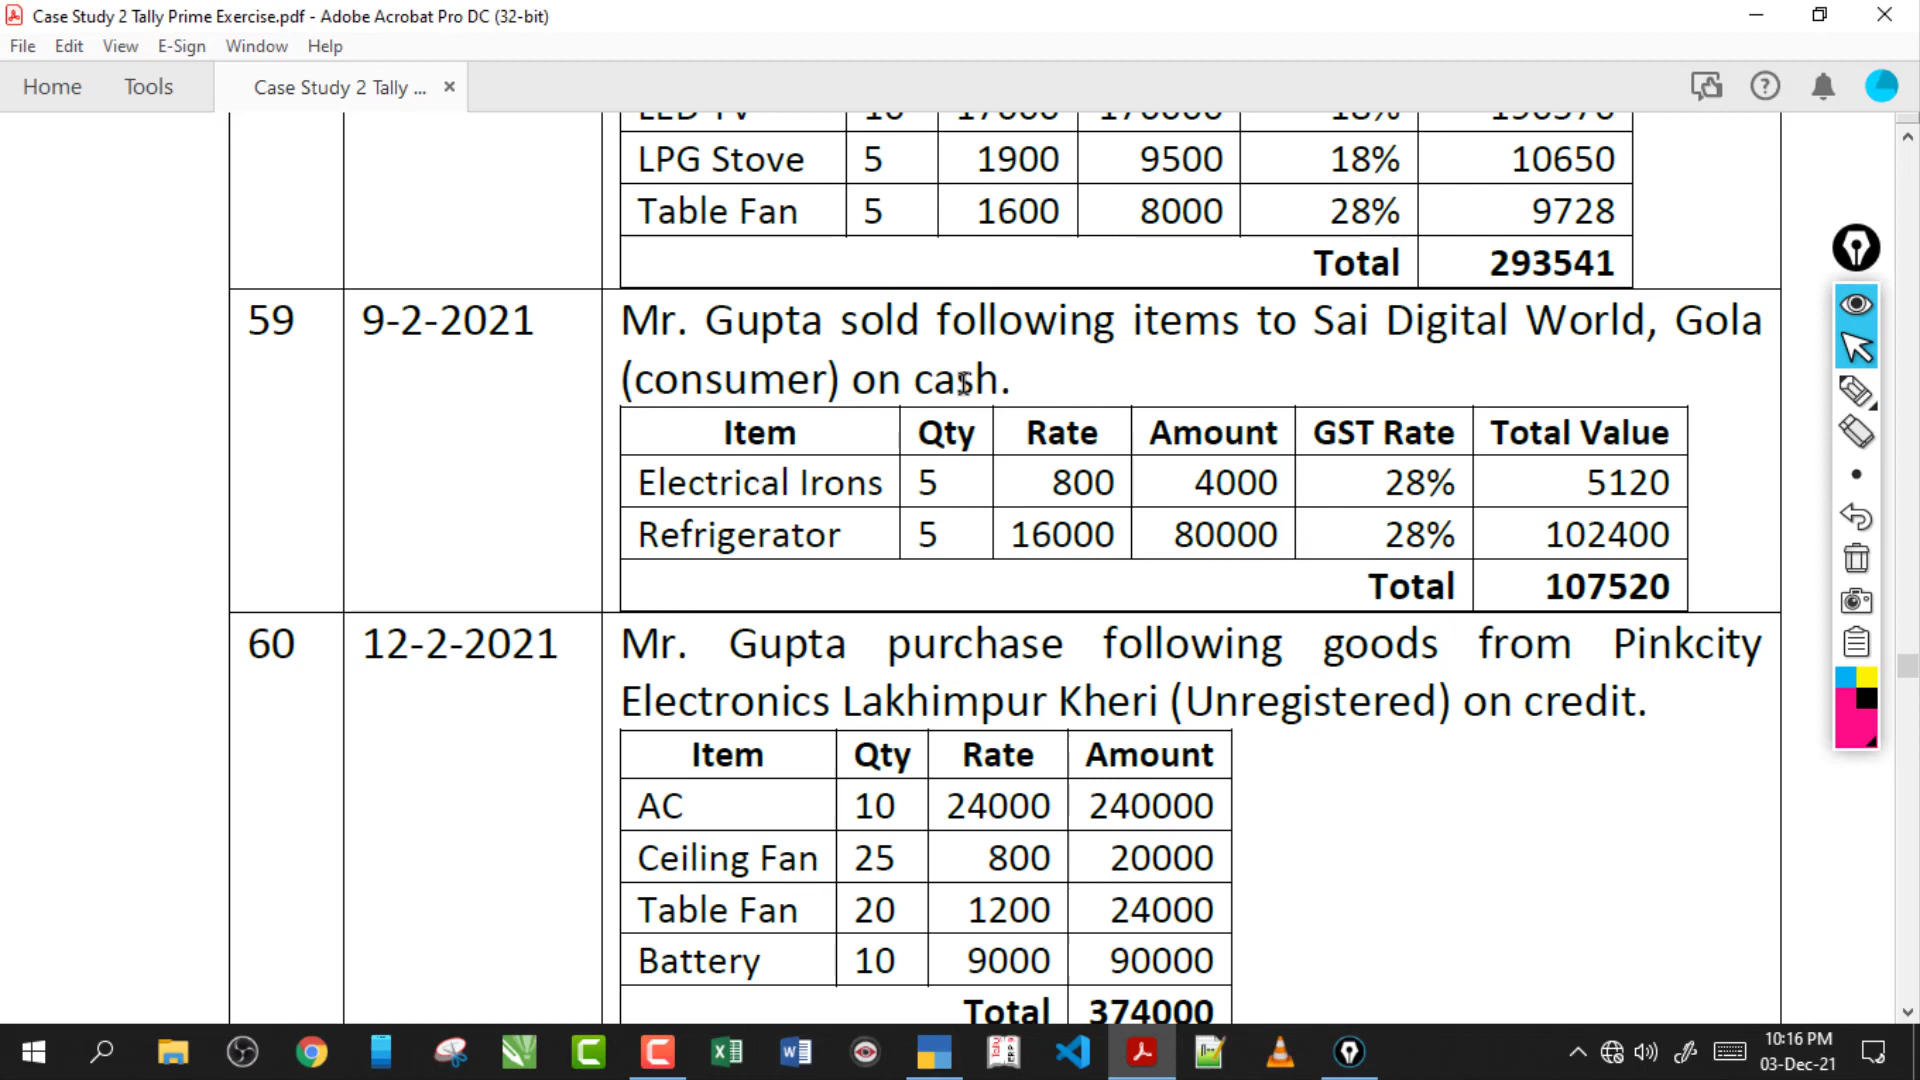 Case Study 2 Tally Prime Exercise.pdf - Adobe Acrobat Pro DC (32-bit)
File Edit View E-Sign Window Help
Home Tools Case Study 2 Tally ...
LPG Stove 5 1900 9500 18% 10650
Table Fan 5 1600 8000 28% 9728
Total 293541
59 9-2-2021 Mr. Gupta sold following items to Sai Digital World, Gola
(consumer) on cash.
Item Qty Rate Amount GST Rate Total Value
Electrical Irons 5 800 4000 28% 5120
Refrigerator 5 16000 80000 28% 102400
Total 107520
60 12-2-2021 Mr. Gupta purchase following goods from Pinkcity
Electronics Lakhimpur Kheri (Unregistered) on credit.
Item Qty Rate Amount
AC 10 24000 240000
Ceiling Fan 25 800 20000
Table Fan 20 1200 24000
Battery 10 9000 90000
Total 374000
10:16 PM
03-Dec-21